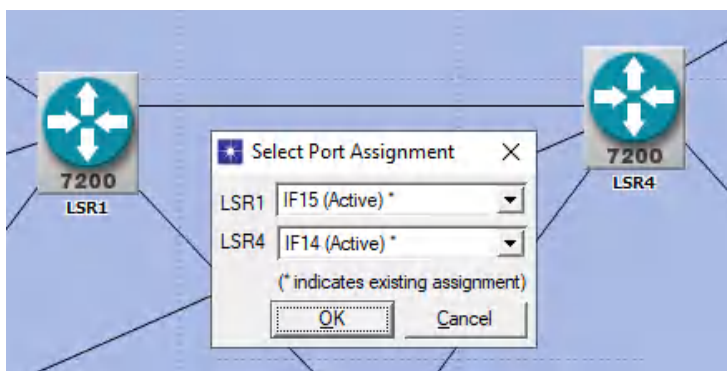 7200
LSR1
7200
LSR4
Select Port Assignment
LSR1 IF15 (Active) *
LSR4 IF14 (Active) *
(* indicates existing assignment)
OK Cancel